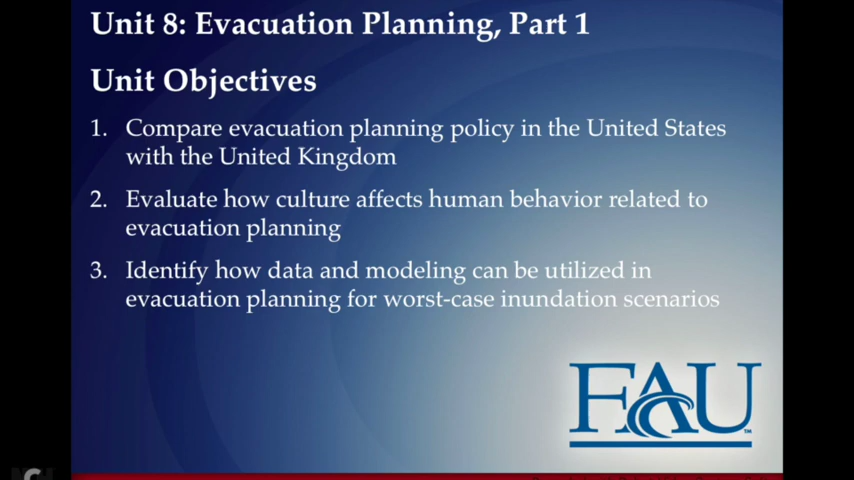 Unit 8: Evacuation Planning, Part 1
Unit Objectives
1. Compare evacuation planning policy in the United States
with the United Kingdom
2. Evaluate how culture affects human behavior related to
evacuation planning
3. Identify how data and modeling can be utilized in
evacuation planning for worst-case inundation scenarios
FAU
TM